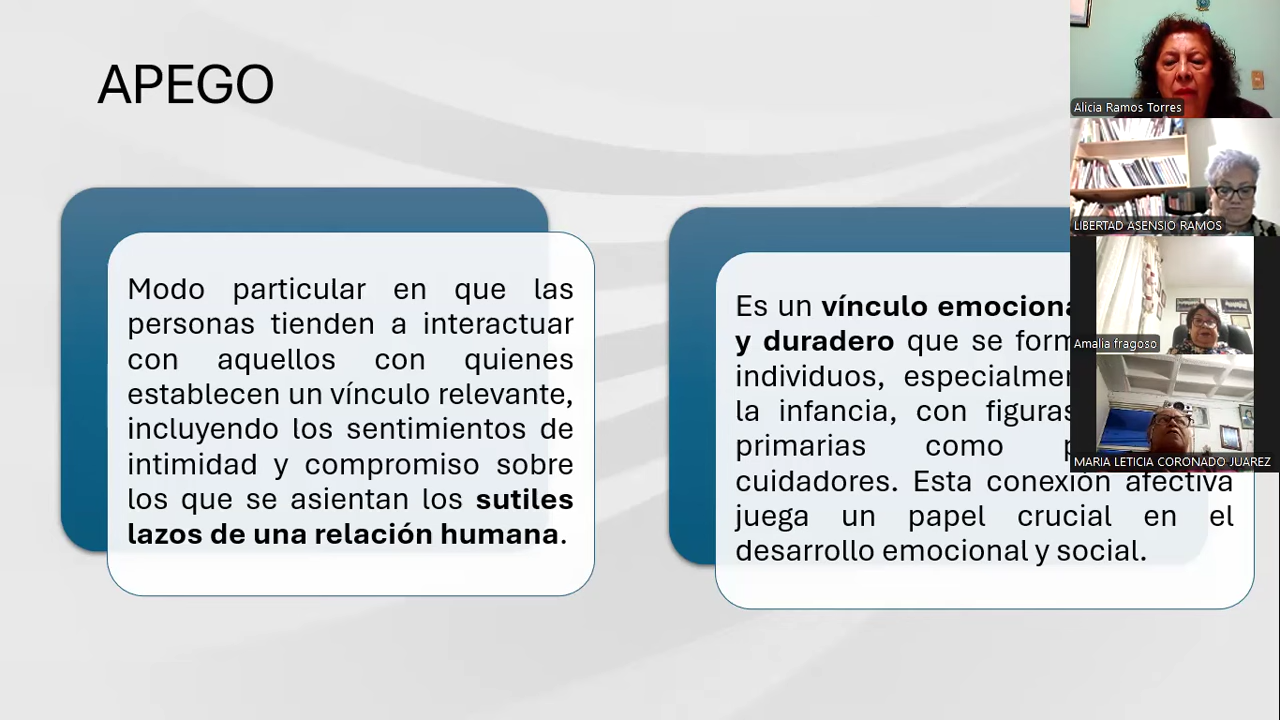 APEGO
Modo particular en que las
personas tienden a interactuar
con aquellos con quienes
establecen un vínculo relevante,
incluyendo los sentimientos de
intimidad y compromiso sobre
los que se asientan los sutiles
lazos de una relación humana.
Es un vínculo
y duradero que se
individuos,
la infancia, con
primarias como
cuidadores. Esta conexión afectiva
juega un papel crucial en el
desarrollo emocional y social.
Alicia Ramos Torres
LIBERTAD ASENSIO RAMOS
Amalia fragoso
MARIA LETICIA CORONADO JUAREZ